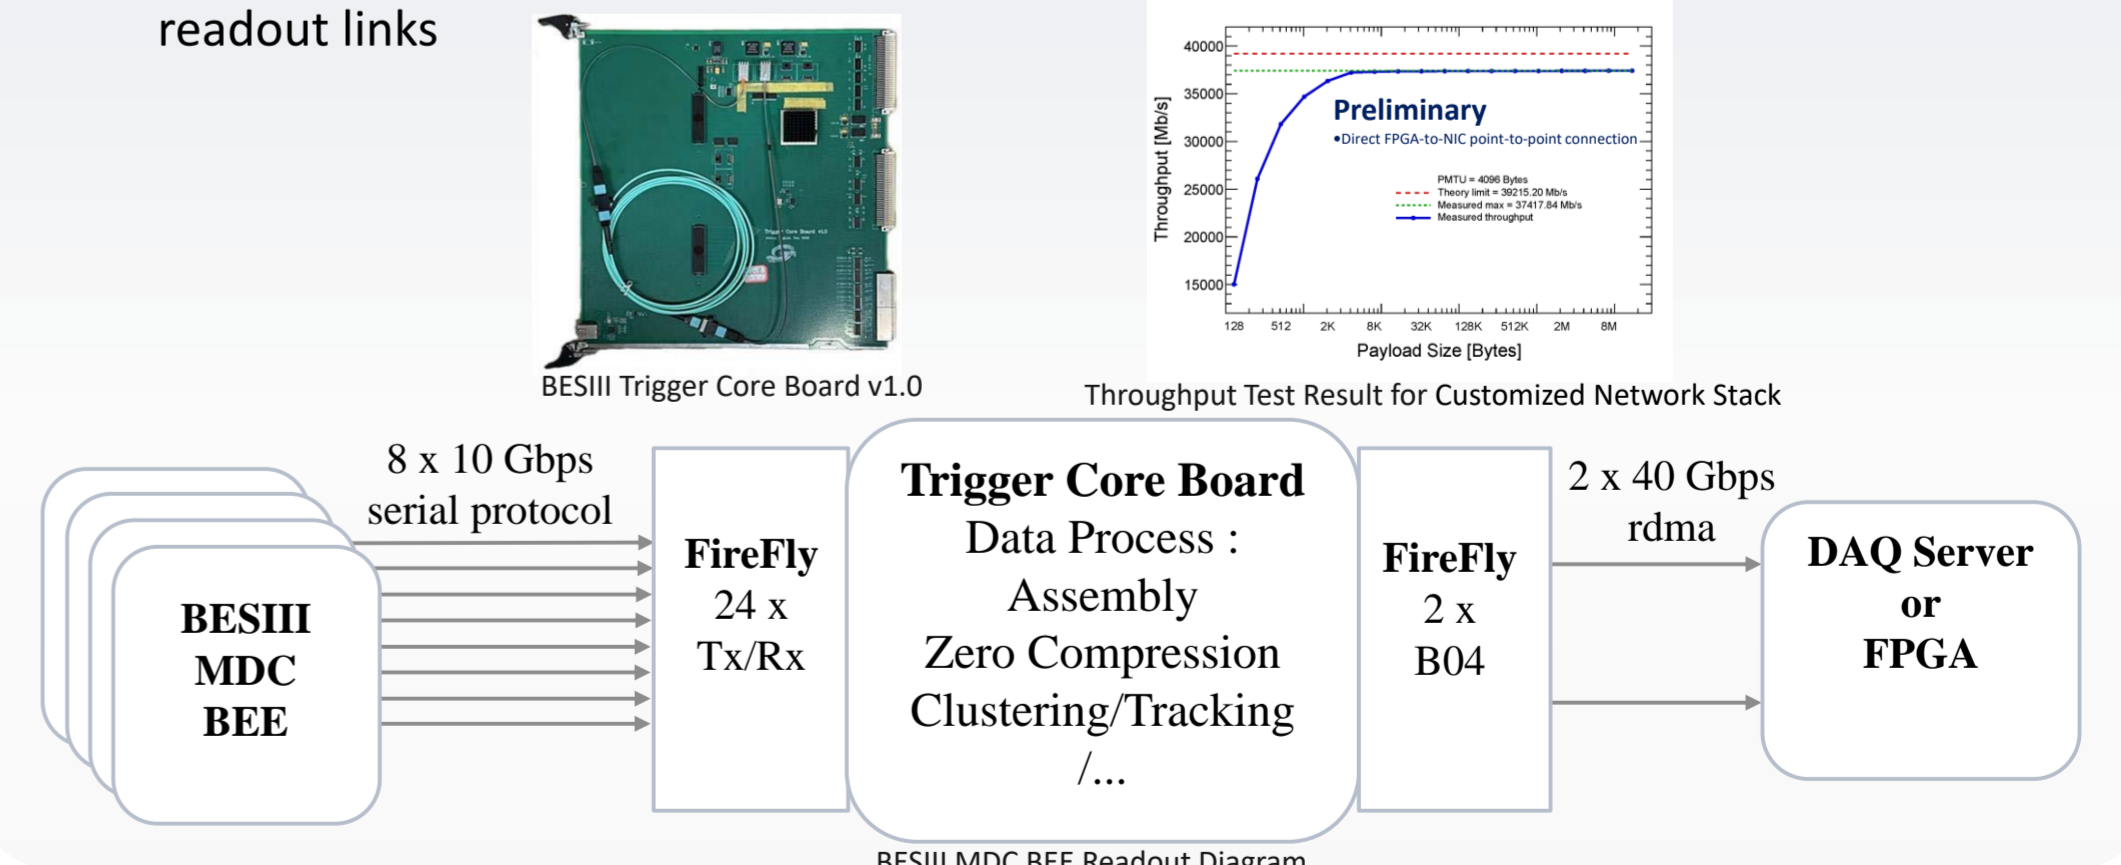 readout links
Trigger Core Board v1.0
BESIII Trigger Core Board v1.0
Throughput [Mb/s]
40000
35000
30000
25000
20000
15000
Preliminary
•Direct FPGA-to-NIC point-to-point connection
PMTU = 4096 Bytes
Theory limit = 39215.20 Mb/s
Measured max = 37417.84 Mb/s
Measured throughput
128 512 2K 8K 32K 128K 512K 2M 8M
Payload Size [Bytes]
Throughput Test Result for Customized Network Stack
8 x 10 Gbps
serial protocol
BESIII
MDC
BEE
FireFly
24 x
Tx/Rx
Trigger Core Board
Data Process :
Assembly
Zero Compression
Clustering/Tracking
/...
FireFly
2 x
B04
2 x 40 Gbps
rdma
DAQ Server
or
FPGA
BESIII MDC BEE Readout Diagram